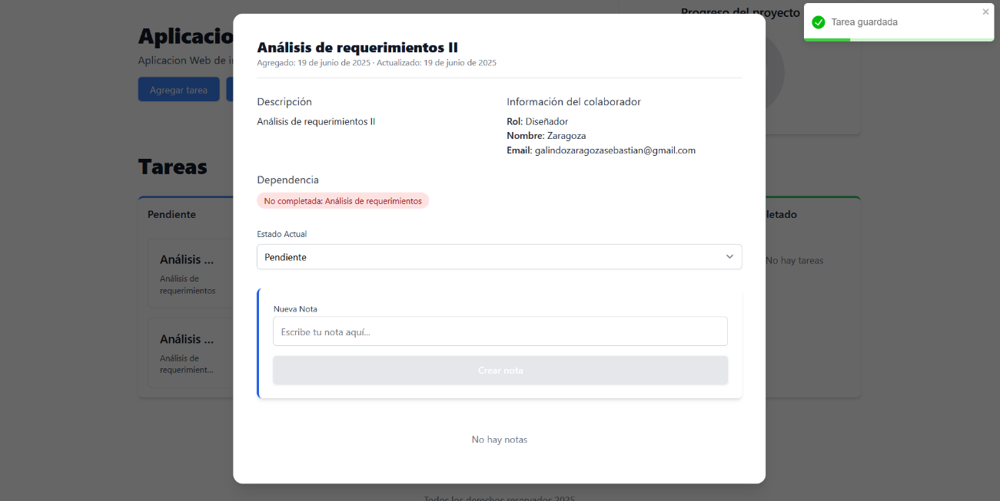 Progreso del proyecto
Tarea guardada
Aplicacio
Aplicacion Web de i
Agregar tarea
Análisis de requerimientos II
Agregado: 19 de junio de 2025 · Actualizado: 19 de junio de 2025
Descripción
Análisis de requerimientos II
Información del colaborador
Rol: Diseñador
Nombre: Zaragoza
Email: galindozaragozasebastian@gmail.com
Dependencia
No completada: Análisis de requerimientos
Estado Actual
Pendiente
Nueva Nota
Escribe tu nota aquí...
Crear nota
No hay notas
Tareas
Pendiente
Análisis ...
Análisis de
requerimientos
Análisis ...
Análisis de
requerimient...
letado
No hay tareas
Todos los derechos reservados 2025